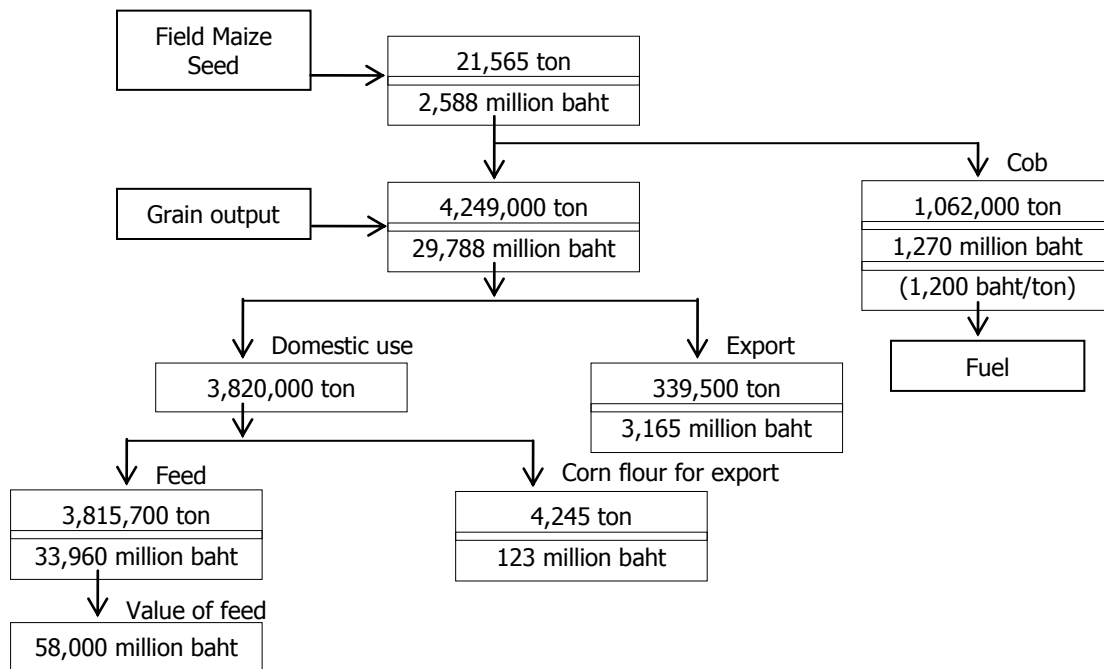 Field Maize
Seed
21,565 ton
2,588 million baht
Cob
Grain output
4,249,000 ton
29,788 million baht
1,062,000 ton
1,270 million baht
(1,200 baht/ton)
Domestic use
Export
Fuel
3,820,000 ton
339,500 ton
3,165 million baht
Feed
Corn flour for export
3,815,700 ton
33,960 million baht
4,245 ton
123 million baht
Value of feed
58,000 million baht